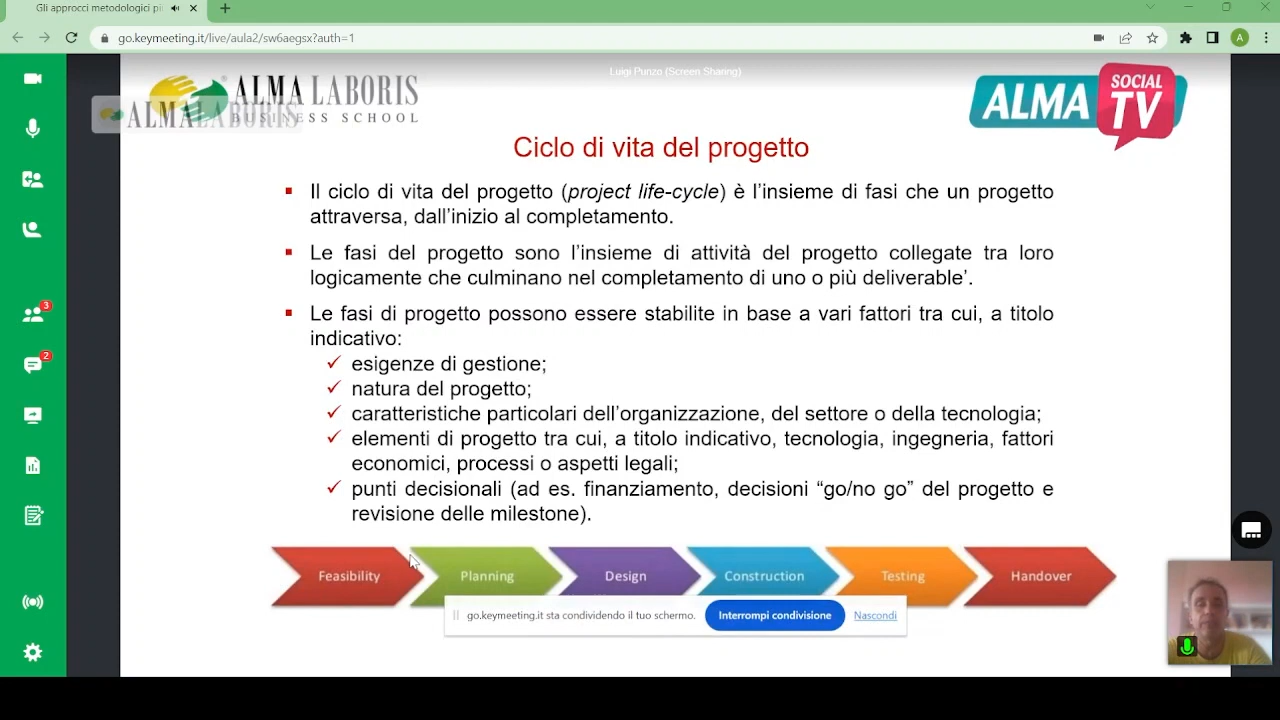 Gli approcci metodologici pi
go.keymeeting.it/live/aula2/sw6aegsx?auth=1
A
Luigi Punzo (Screen Sharing)
ALMA LABORIS
BUSINESS SCHOOL
ALMALABORIS
ALMA
SOCIAL
TV
Ciclo di vita del progetto
Il ciclo di vita del progetto (project life-cycle) è l'insieme di fasi che un progetto
attraversa, dall'inizio al completamento.
Le fasi del progetto sono l'insieme di attività del progetto collegate tra loro
logicamente che culminano nel completamento di uno o più deliverable'.
Le fasi di progetto possono essere stabilite in base a vari fattori tra cui, a titolo
indicativo:
esigenze di gestione;
natura del progetto;
caratteristiche particolari dell'organizzazione, del settore o della tecnologia;
elementi di progetto tra cui, a titolo indicativo, tecnologia, ingegneria, fattori
economici, processi o aspetti legali;
punti decisionali (ad es. finanziamento, decisioni “go/no go” del progetto e
revisione delle milestone).
3
2
Feasibility
Planning
Design
Construction
Testing
Handover
go.keymeeting.it sta condividendo il tuo schermo.
Interrompi condivisione
Nascondi